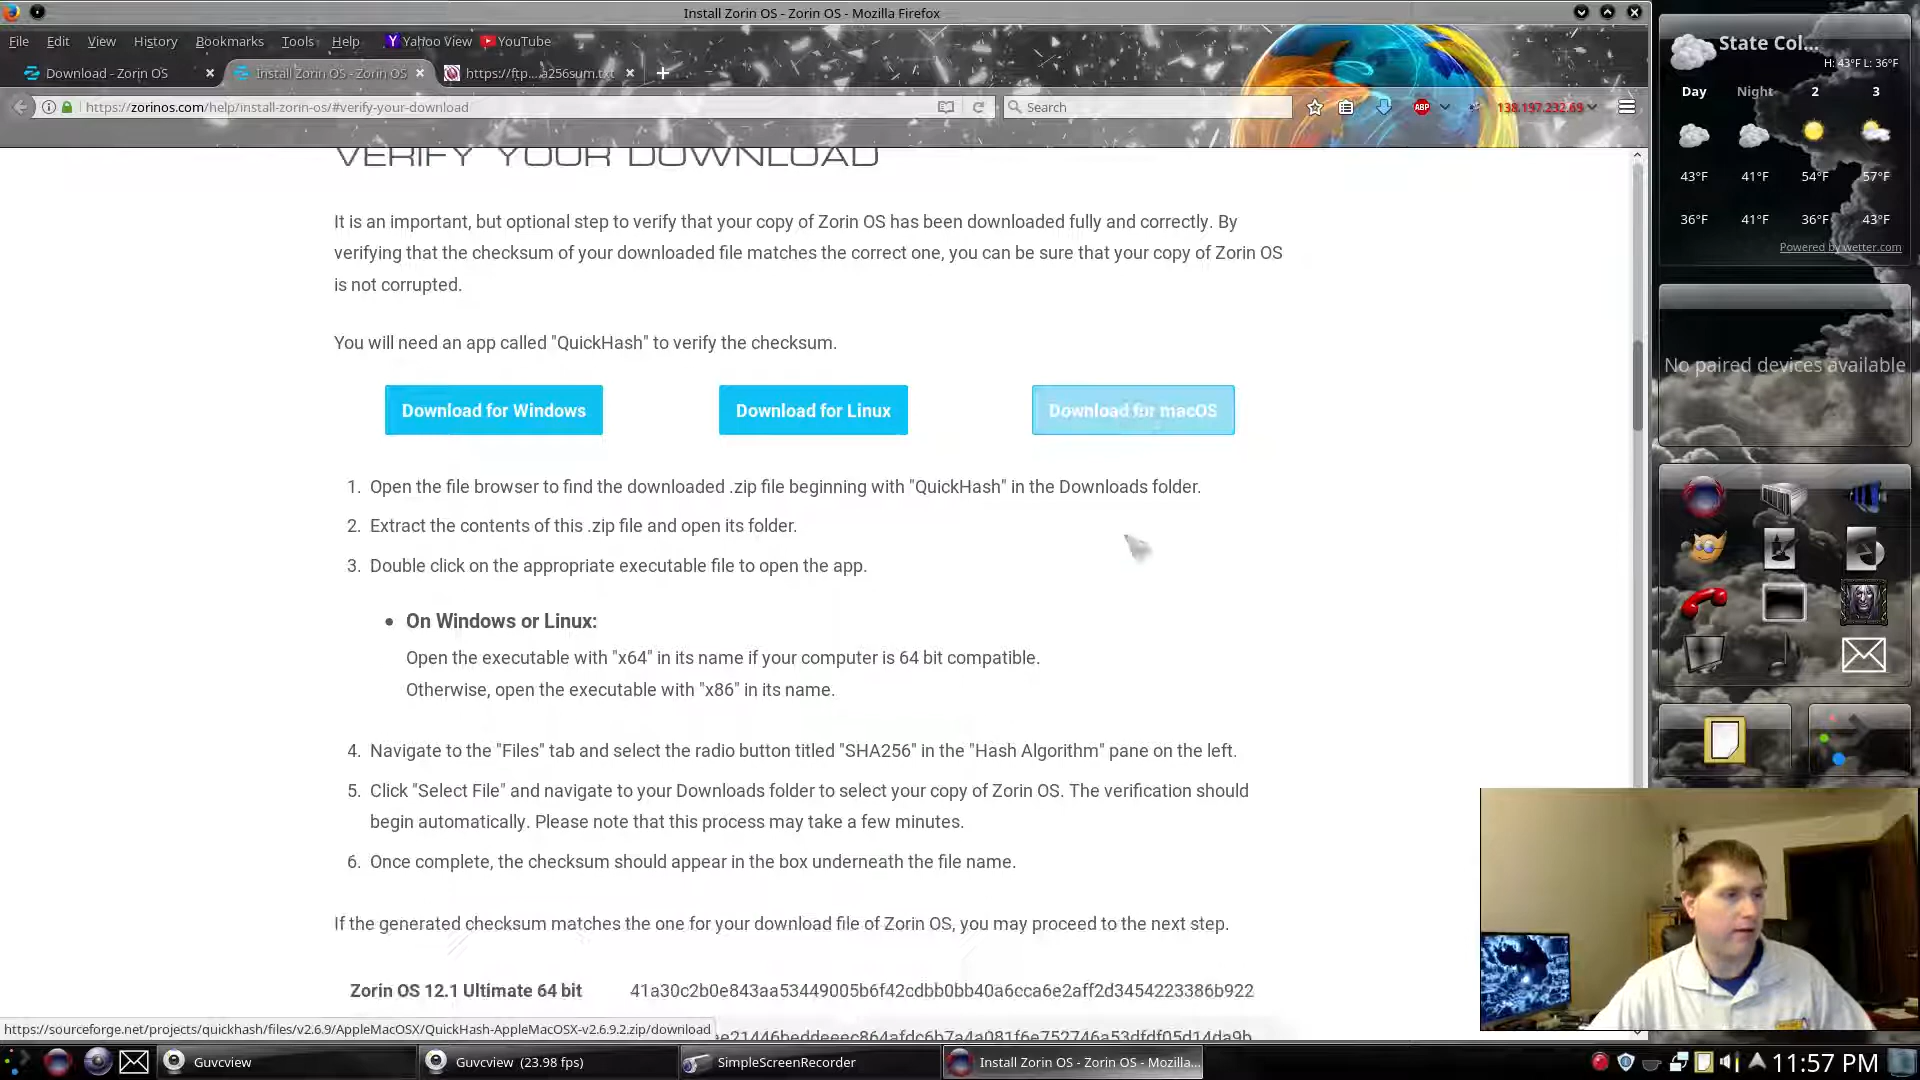 Install Zorin OS - Zorin OS - Mozilla Firefox
File Edit View History Bookmarks Tools Help Yahoo View YouTube
Download - Zorin OS
Install Zorin OS - Zorin OS
https://ftp....a256sum.txt
https://zorinos.com/help/install-zorin-os/#verify-your-download
Search
ABP
138.197.232.69
VERIFY YOUR DOWNLOAD
It is an important, but optional step to verify that your copy of Zorin OS has been downloaded fully and correctly. By
verifying that the checksum of your downloaded file matches the correct one, you can be sure that your copy of Zorin OS
is not corrupted.
You will need an app called "QuickHash" to verify the checksum.
Download for Windows
Download for Linux
Download for macOS
1. Open the file browser to find the downloaded .zip file beginning with "QuickHash" in the Downloads folder.
2. Extract the contents of this .zip file and open its folder.
3. Double click on the appropriate executable file to open the app.
• On Windows or Linux:
Open the executable with "x64" in its name if your computer is 64 bit compatible.
Otherwise, open the executable with "x86" in its name.
4. Navigate to the "Files" tab and select the radio button titled "SHA256" in the "Hash Algorithm" pane on the left.
5. Click "Select File" and navigate to your Downloads folder to select your copy of Zorin OS. The verification should
begin automatically. Please note that this process may take a few minutes.
6. Once complete, the checksum should appear in the box underneath the file name.
If the generated checksum matches the one for your download file of Zorin OS, you may proceed to the next step.
Zorin OS 12.1 Ultimate 64 bit 41a30c2b0e843aa53449005b6f42cdbb0bb40a6cca6e2aff2d3454223386b922
https://sourceforge.net/projects/quickhash/files/v2.6.9/AppleMacOSX/QuickHash-AppleMacOSX-v2.6.9.2.zip/download
State Col...
H: 43°F L: 36°F
Day Night 2 3
43°F 41°F 54°F 57°F
36°F 41°F 36°F 43°F
Powered by wetter.com
No paired devices available
Guvcview
Guvcview (23.98 fps)
SimpleScreenRecorder
Install Zorin OS - Zorin OS - Mozilla...
11:57 PM